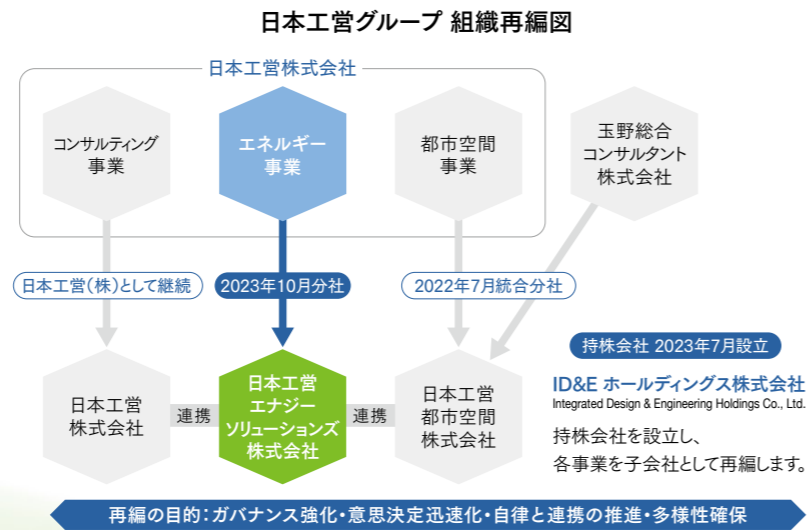 日本工営グループ 組織再編図
日本工営株式会社
コンサルティング
事業
エネルギー
事業
都市空間
事業
玉野総合
コンサルタント
株式会社
日本工営(株)として継続
2023年10月分社
2022年7月統合分社
持株会社 2023年7月設立
ID&E ホールディングス株式会社
Integrated Design & Engineering Holdings Co., Ltd.
持株会社を設立し、
各事業を子会社として再編します。
日本工営
株式会社
連携
日本工営
エナジー
ソリューションズ
株式会社
連携
日本工営
都市空間
株式会社
再編の目的:ガバナンス強化・意思決定迅速化・自律と連携の推進・多様性確保